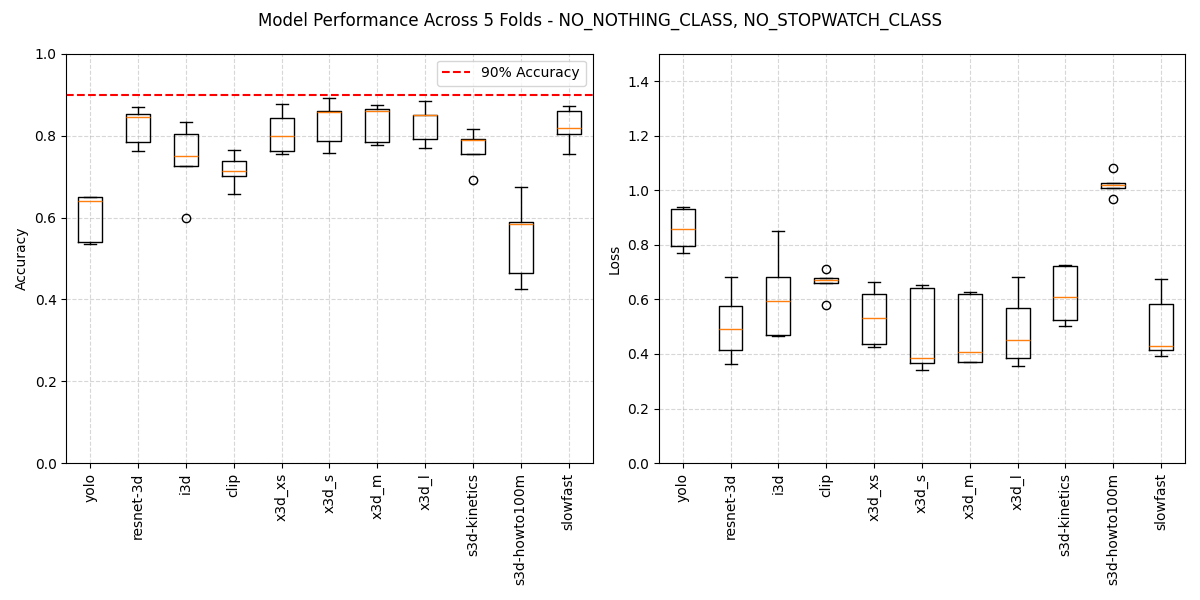 Model Performance Across 5 Folds - NO_NOTHING_CLASS, NO_STOPWATCH_CLASS
Accuracy
1.0
0.8
0.6
0.4
0.2
0.0
90% Accuracy
yolo
resnet-3d
i3d
clip
x3d_xs
x3d_s
x3d_m
x3d_l
s3d-kinetics
s3d-howto100m
slowfast
Loss
1.4
1.2
1.0
0.8
0.6
0.4
0.2
0.0
yolo
resnet-3d
i3d
clip
x3d_xs
x3d_s
x3d_m
x3d_l
s3d-kinetics
s3d-howto100m
slowfast